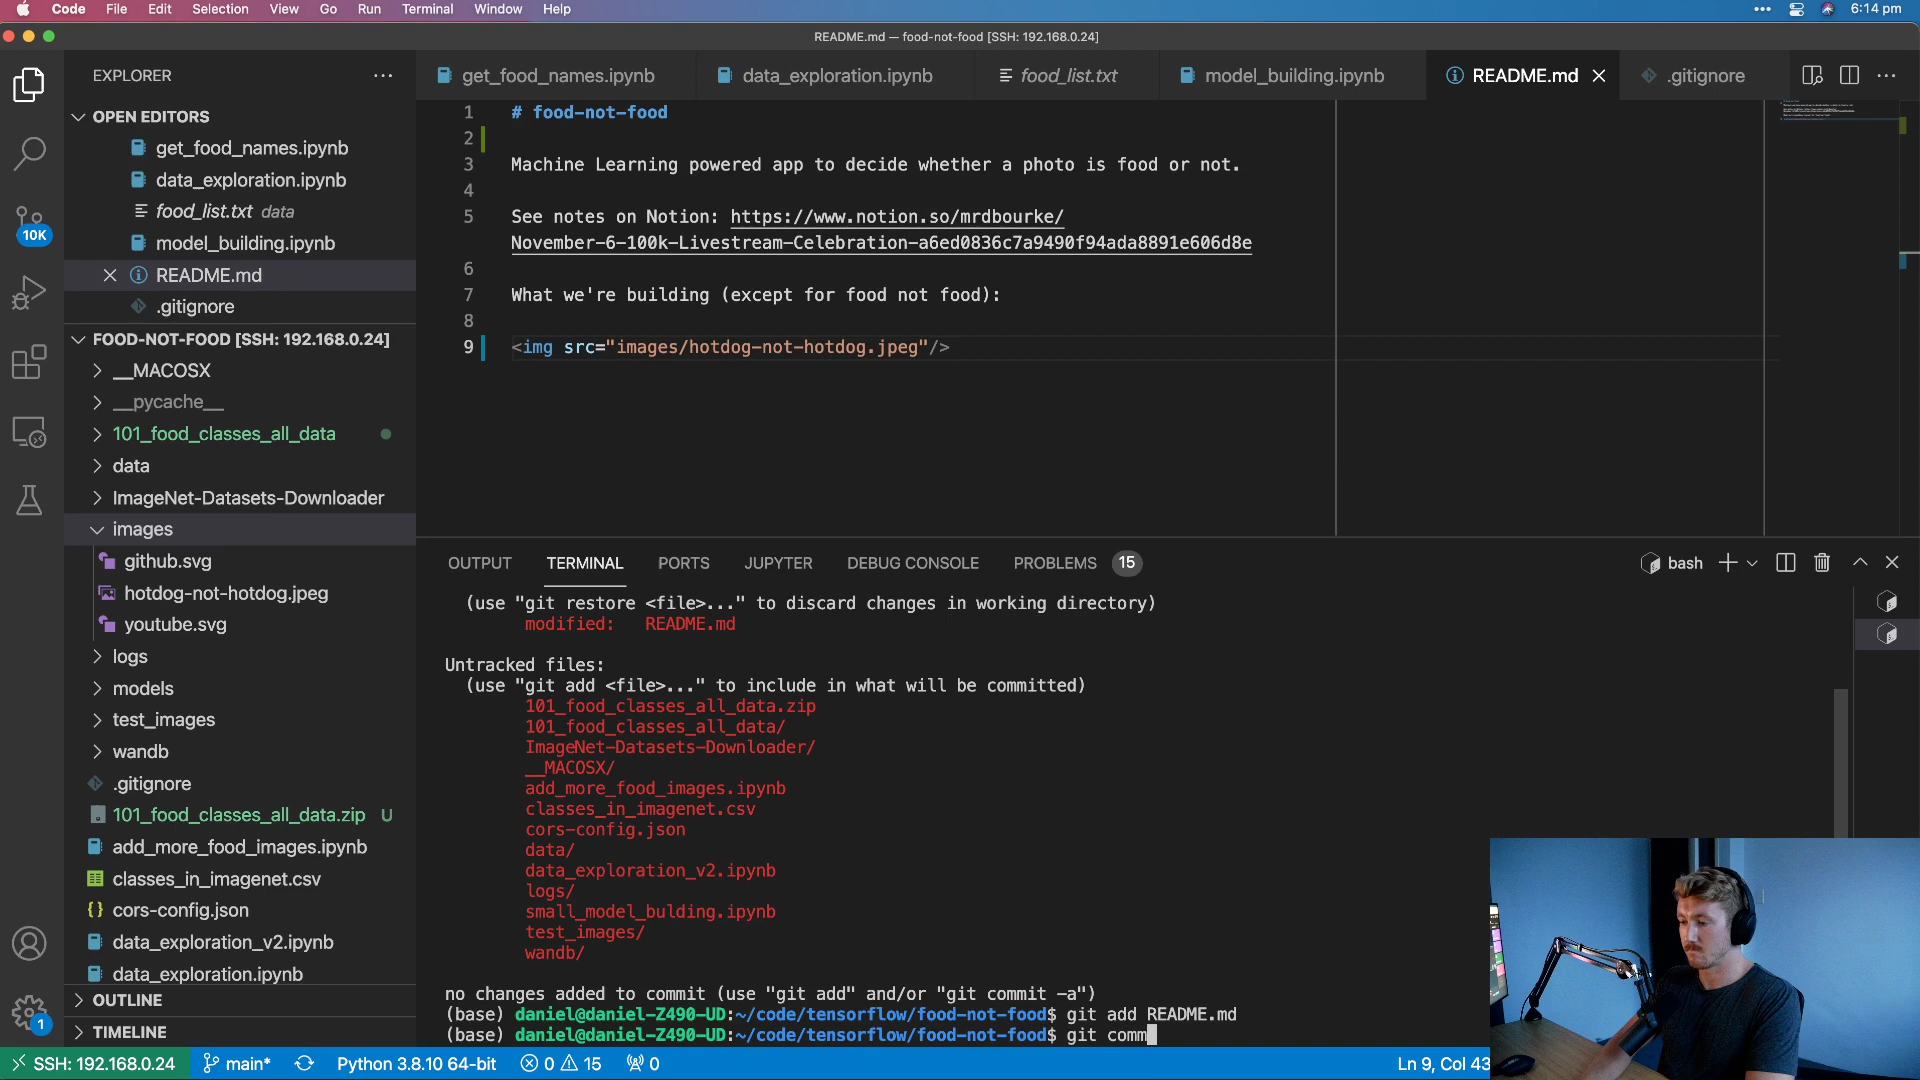 Code File Edit Selection View Go Run Terminal Window Help 6:14 pm
README.md — food-not-food [SSH: 192.168.0.24]
EXPLORER
OPEN EDITORS
get_food_names.ipynb
data_exploration.ipynb
food_list.txt data
model_building.ipynb
README.md
.gitignore
10K
FOOD-NOT-FOOD [SSH: 192.168.0.24]
__MACOSX
__pycache__
101_food_classes_all_data
data
ImageNet-Datasets-Downloader
images
github.svg
hotdog-not-hotdog.jpeg
youtube.svg
logs
models
test_images
wandb
.gitignore
101_food_classes_all_data.zip U
add_more_food_images.ipynb
classes_in_imagenet.csv
cors-config.json
data_exploration_v2.ipynb
data_exploration.ipynb
OUTLINE
TIMELINE
1
get_food_names.ipynb data_exploration.ipynb food_list.txt model_building.ipynb README.md .gitignore
1 # food-not-food
2
3 Machine Learning powered app to decide whether a photo is food or not.
4
5 See notes on Notion: https://www.notion.so/mrdbourke/
November-6-100k-Livestream-Celebration-a6ed0836c7a9490f94ada8891e606d8e
6
7 What we're building (except for food not food):
8
9 <img src="images/hotdog-not-hotdog.jpeg"/>
OUTPUT TERMINAL PORTS JUPYTER DEBUG CONSOLE PROBLEMS 15 bash
(use "git restore <file>..." to discard changes in working directory)
modified: README.md
Untracked files:
(use "git add <file>..." to include in what will be committed)
101_food_classes_all_data.zip
101_food_classes_all_data/
ImageNet-Datasets-Downloader/
__MACOSX/
add_more_food_images.ipynb
classes_in_imagenet.csv
cors-config.json
data/
data_exploration_v2.ipynb
logs/
small_model_bulding.ipynb
test_images/
wandb/
no changes added to commit (use "git add" and/or "git commit -a")
(base) daniel@daniel-Z490-UD:~/code/tensorflow/food-not-food$ git add README.md
(base) daniel@daniel-Z490-UD:~/code/tensorflow/food-not-food$ git comm
SSH: 192.168.0.24 main* Python 3.8.10 64-bit 0 15 0 Ln 9, Col 43